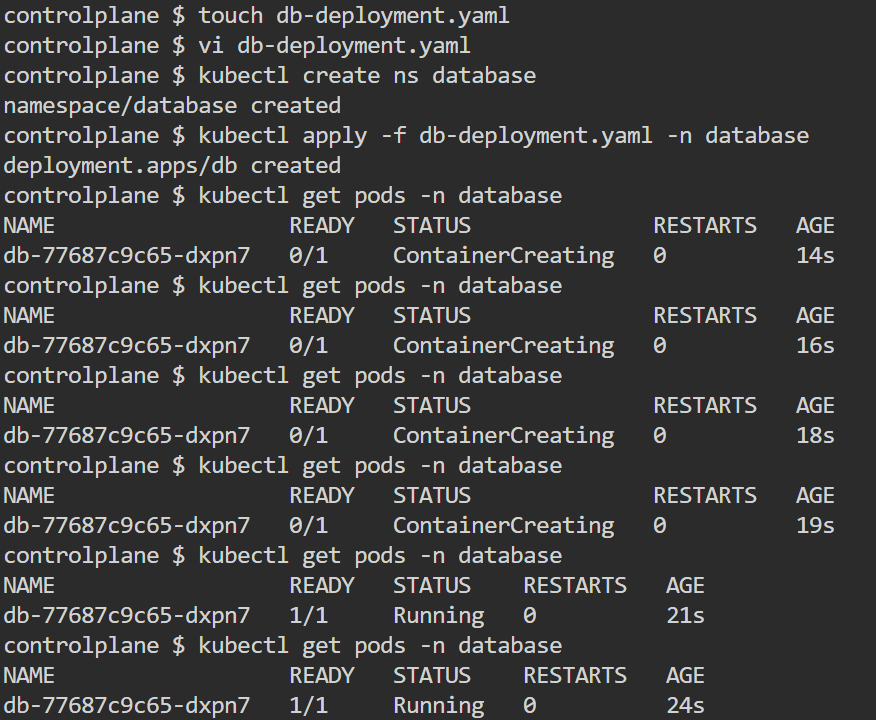 controlplane $ touch db-deployment.yaml
controlplane $ vi db-deployment.yaml
controlplane $ kubectl create ns database
namespace/database created
controlplane $ kubectl apply -f db-deployment.yaml -n database
deployment.apps/db created
controlplane $ kubectl get pods -n database
NAME                  READY   STATUS              RESTARTS   AGE
db-77687c9c65-dxpn7   0/1     ContainerCreating   0          14s
controlplane $ kubectl get pods -n database
NAME                  READY   STATUS              RESTARTS   AGE
db-77687c9c65-dxpn7   0/1     ContainerCreating   0          16s
controlplane $ kubectl get pods -n database
NAME                  READY   STATUS              RESTARTS   AGE
db-77687c9c65-dxpn7   0/1     ContainerCreating   0          18s
controlplane $ kubectl get pods -n database
NAME                  READY   STATUS              RESTARTS   AGE
db-77687c9c65-dxpn7   0/1     ContainerCreating   0          19s
controlplane $ kubectl get pods -n database
NAME                  READY   STATUS    RESTARTS   AGE
db-77687c9c65-dxpn7   1/1     Running   0          21s
controlplane $ kubectl get pods -n database
NAME                  READY   STATUS    RESTARTS   AGE
db-77687c9c65-dxpn7   1/1     Running   0          24s